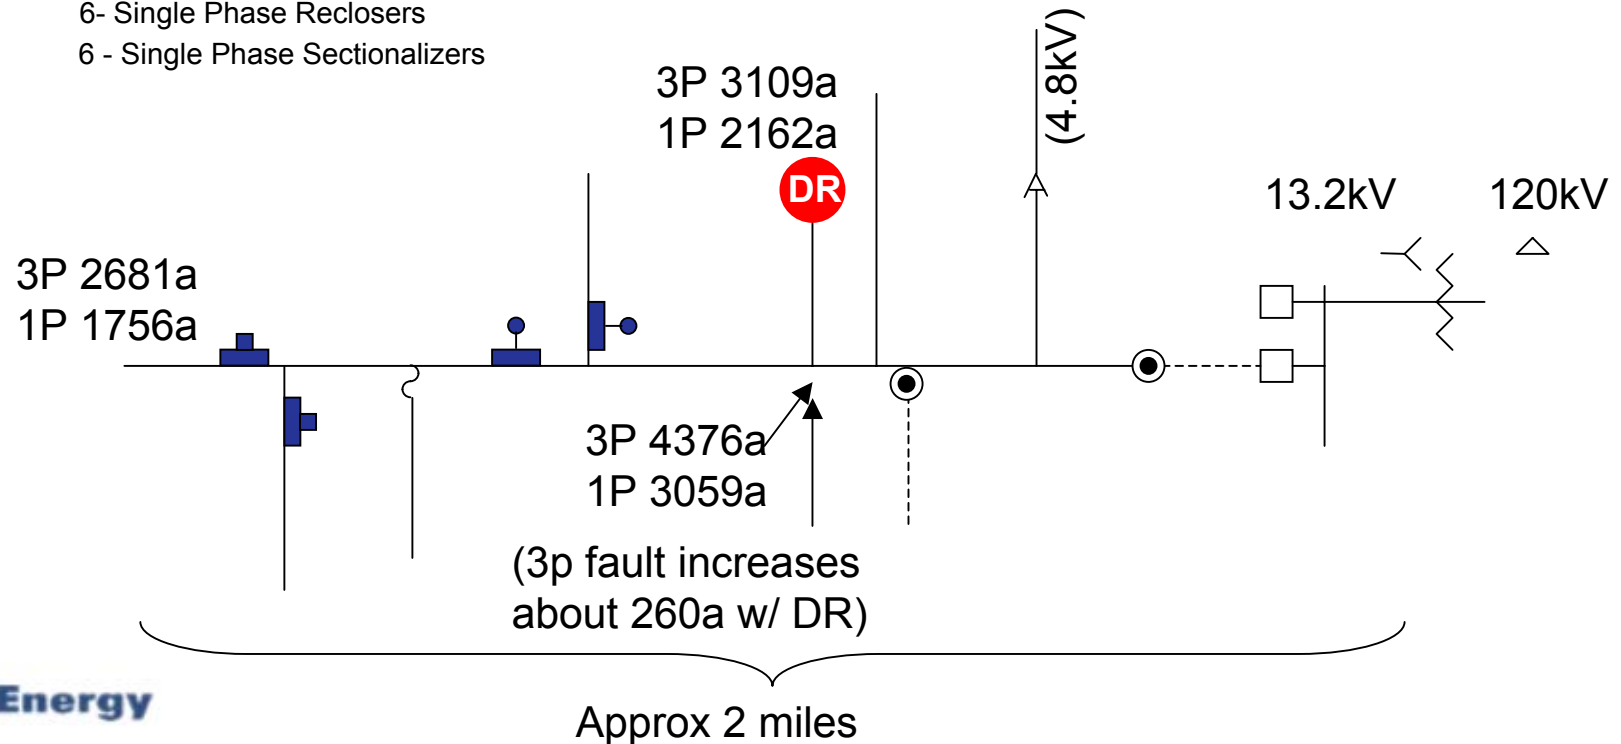 6- Single Phase Reclosers
6 - Single Phase Sectionalizers
3P 3109a
1P 2162a
(4.8kV)
DR
13.2kV
120kV
3P 2681a
1P 1756a
3P 4376a
1P 3059a
(3p fault increases
about 260a w/ DR)
Energy
Approx 2 miles